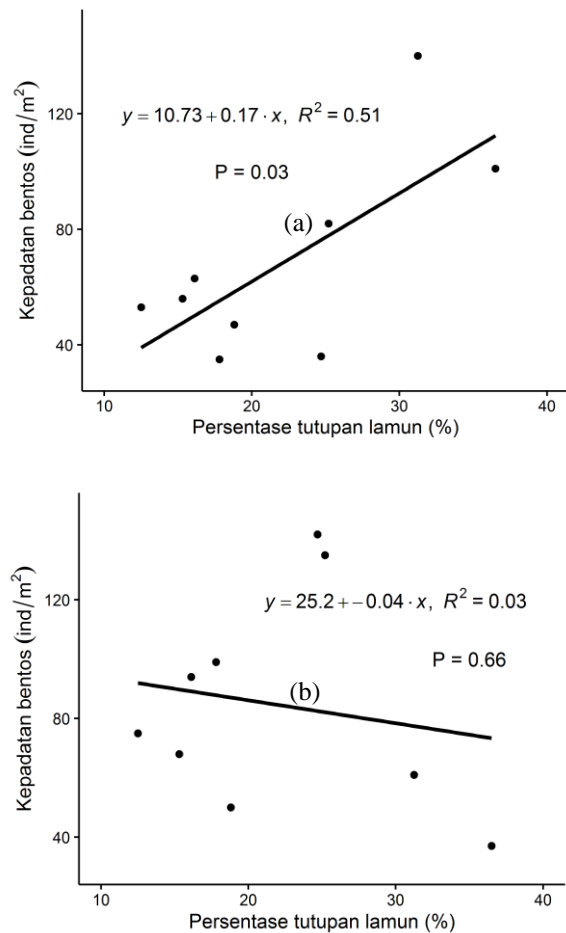 120
80
40
Kepadatan bentos (ind/m²)
y = 10.73 + 0.17 · x, R² = 0.51
P = 0.03
(a)
10 20 30 40
Persentase tutupan lamun (%)
120
80
40
Kepadatan bentos (ind/m²)
y = 25.2 + −0.04 · x, R² = 0.03
P = 0.66
(b)
10 20 30 40
Persentase tutupan lamun (%)